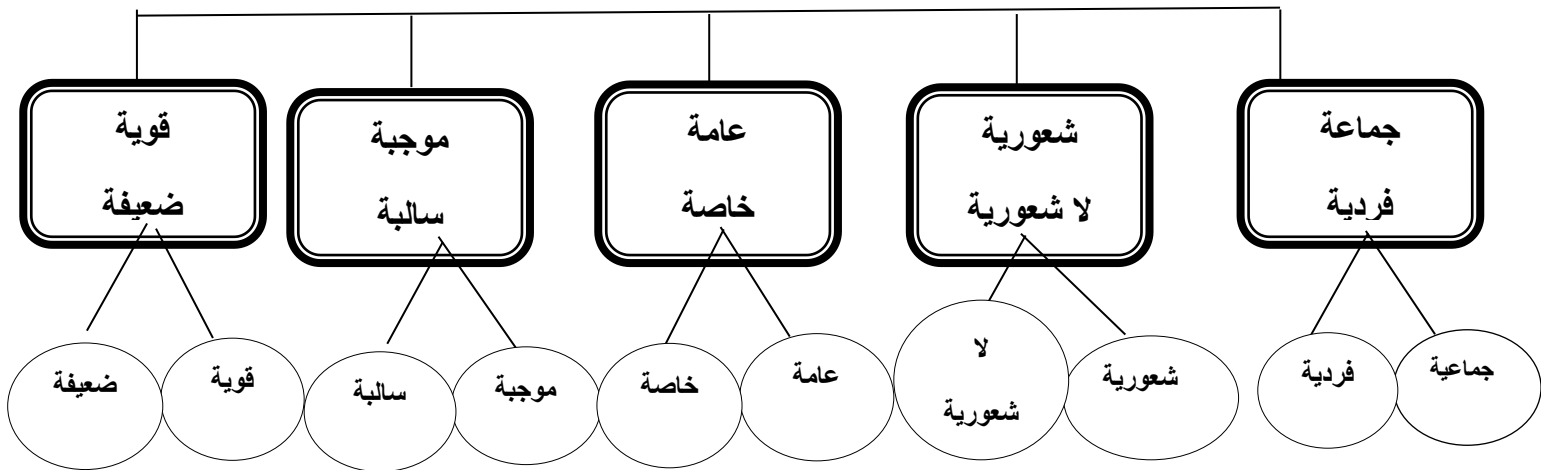 جماعة
فردية
شعورية
لا شعورية
عامة
خاصة
موجبة
سالبة
قوية
ضعيفة
جماعية
فردية
شعورية
لا
شعورية
عامة
خاصة
موجبة
سالبة
قوية
ضعيفة